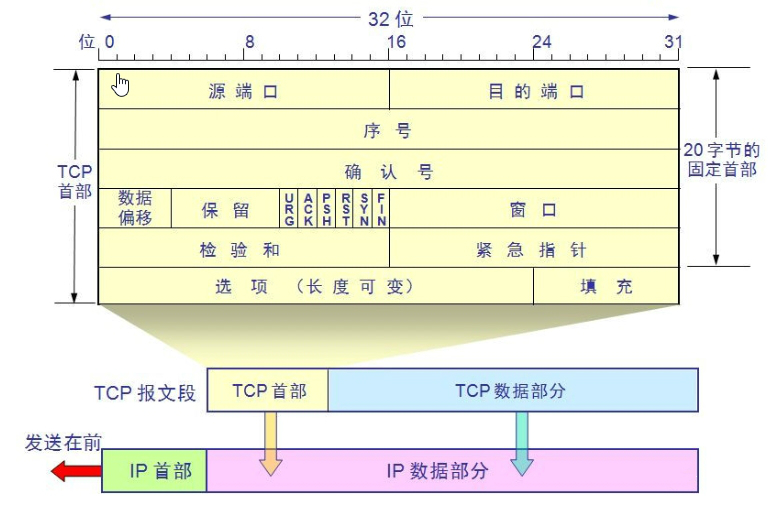 32 位
位 0 8 16 24 31
源 端 口
目 的 端 口
序 号
TCP
首部
确 认 号
20 字节的
固定首部
数据
偏移
保 留
URG
ACK
PSH
RST
SYN
FIN
窗 口
检 验 和
紧 急 指 针
选 项 (长 度 可 变)
填 充
TCP 报文段
TCP 首部
TCP 数据部分
发送在前
IP 首部
IP 数据部分